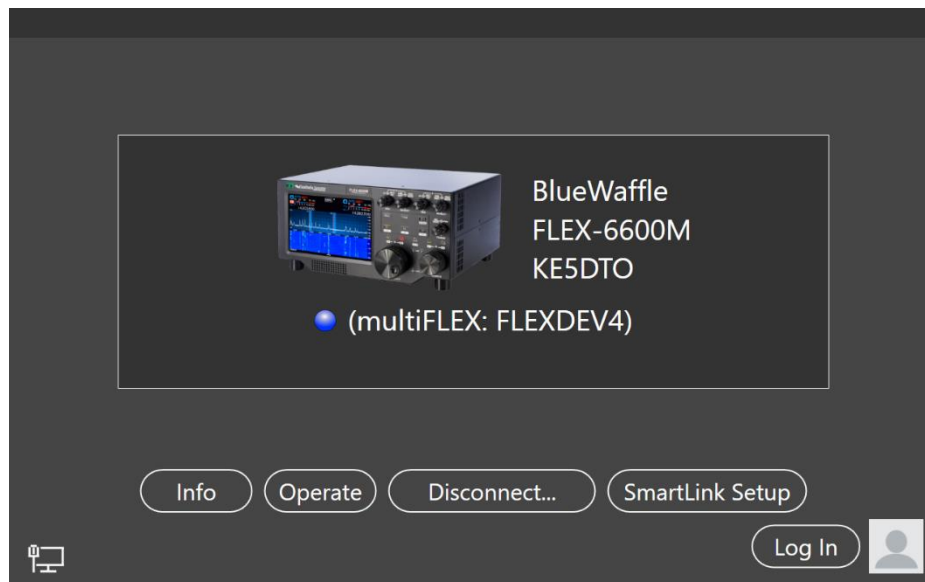 BlueWaffle
FLEX-6600M
KE5DTO
(multiFLEX: FLEXDEV4)
Info
Operate
Disconnect...
SmartLink Setup
Log In